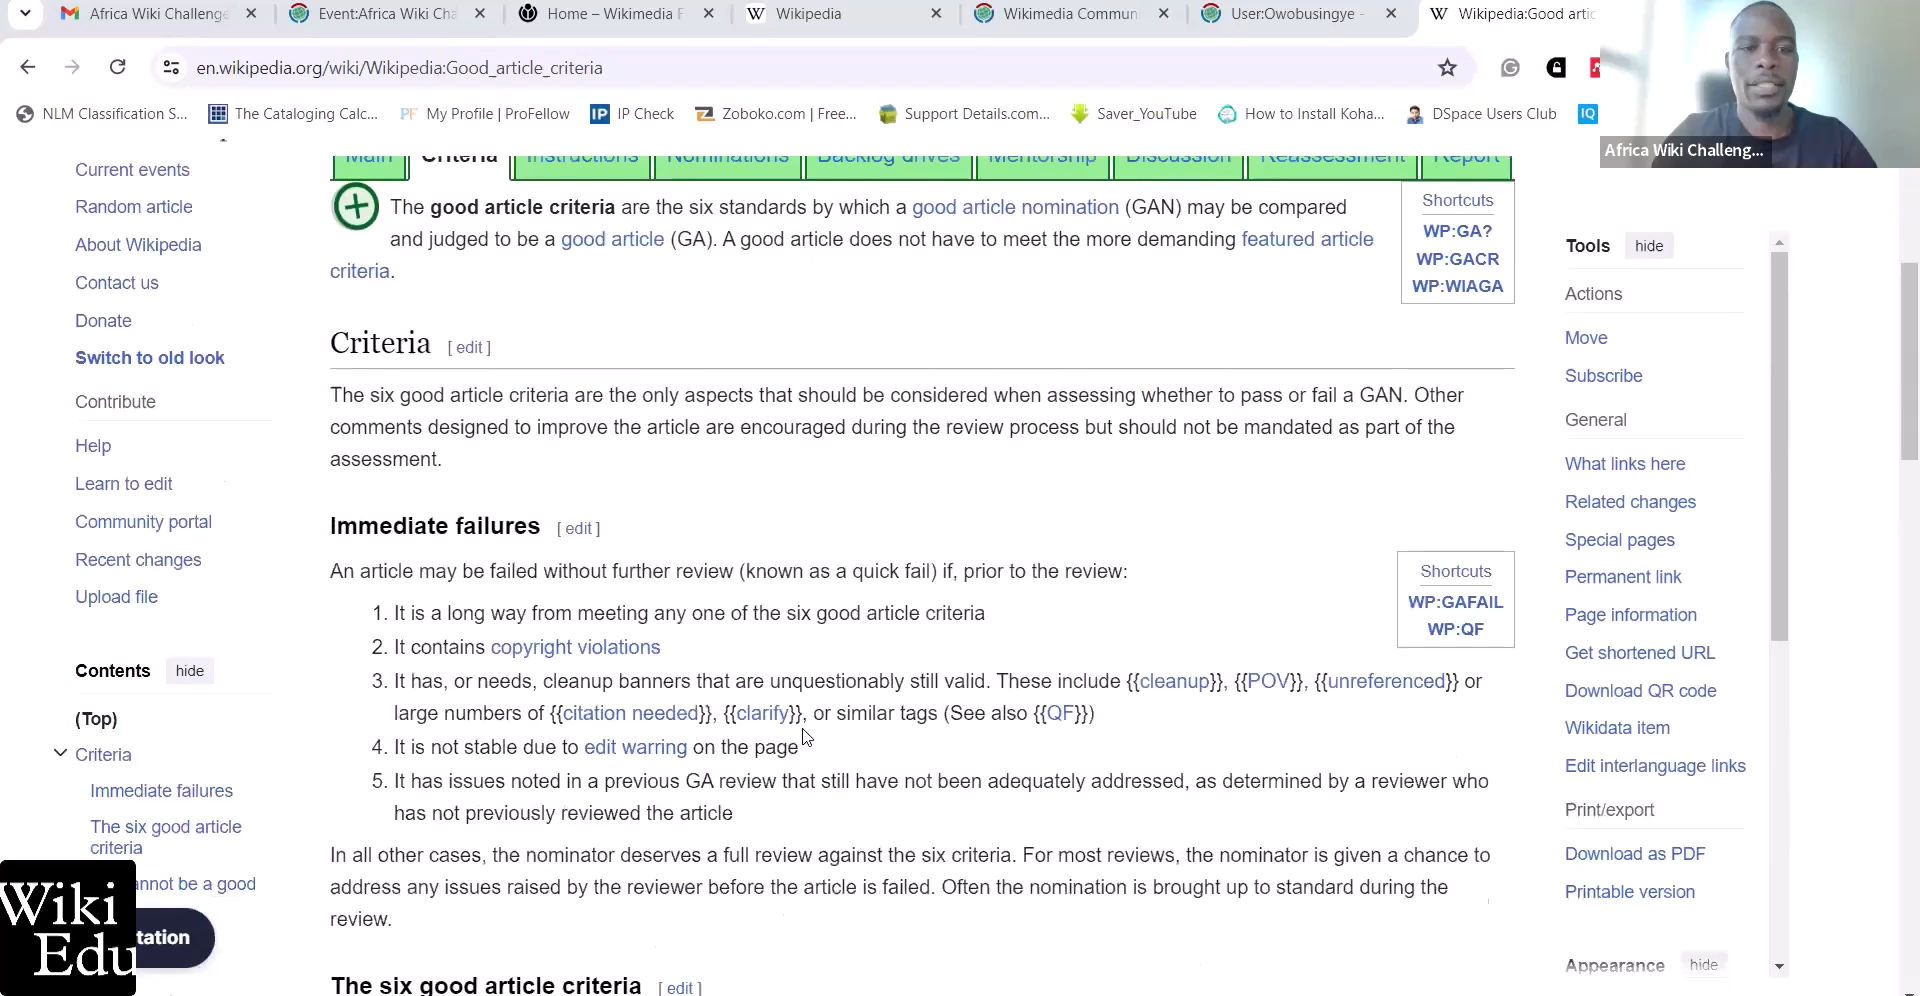 Africa Wiki Challenge
Event:Africa Wiki Cha
Home – Wikimedia F
Wikipedia
Wikimedia Commun
User:Owobusingye -
Wikipedia:Good artic
en.wikipedia.org/wiki/Wikipedia:Good_article_criteria
NLM Classification S...
The Cataloging Calc...
PF My Profile | ProFellow
IP IP Check
Zoboko.com | Free...
Support Details.com...
Saver_YouTube
How to Install Koha...
DSpace Users Club
IQ
Africa Wiki Challeng...
Main
Criteria
Instructions
Nominations
Backlog drives
Mentorship
Discussion
Reassessment
Report
Current events
Random article
About Wikipedia
Contact us
Donate
Switch to old look
Contribute
Help
Learn to edit
Community portal
Recent changes
Upload file
Contents hide
(Top)
Criteria
Immediate failures
The six good article
criteria
annot be a good
tation
Wiki
Edu
The good article criteria are the six standards by which a good article nomination (GAN) may be compared
and judged to be a good article (GA). A good article does not have to meet the more demanding featured article
criteria.
Shortcuts
WP:GA?
WP:GACR
WP:WIAGA
Criteria [ edit ]
The six good article criteria are the only aspects that should be considered when assessing whether to pass or fail a GAN. Other
comments designed to improve the article are encouraged during the review process but should not be mandated as part of the
assessment.
Immediate failures [ edit ]
An article may be failed without further review (known as a quick fail) if, prior to the review:
Shortcuts
WP:GAFAIL
WP:QF
1. It is a long way from meeting any one of the six good article criteria
2. It contains copyright violations
3. It has, or needs, cleanup banners that are unquestionably still valid. These include {{cleanup}}, {{POV}}, {{unreferenced}} or
large numbers of {{citation needed}}, {{clarify}}, or similar tags (See also {{QF}})
4. It is not stable due to edit warring on the page
5. It has issues noted in a previous GA review that still have not been adequately addressed, as determined by a reviewer who
has not previously reviewed the article
In all other cases, the nominator deserves a full review against the six criteria. For most reviews, the nominator is given a chance to
address any issues raised by the reviewer before the article is failed. Often the nomination is brought up to standard during the
review.
The six good article criteria [ edit ]
Tools hide
Actions
Move
Subscribe
General
What links here
Related changes
Special pages
Permanent link
Page information
Get shortened URL
Download QR code
Wikidata item
Edit interlanguage links
Print/export
Download as PDF
Printable version
Appearance hide